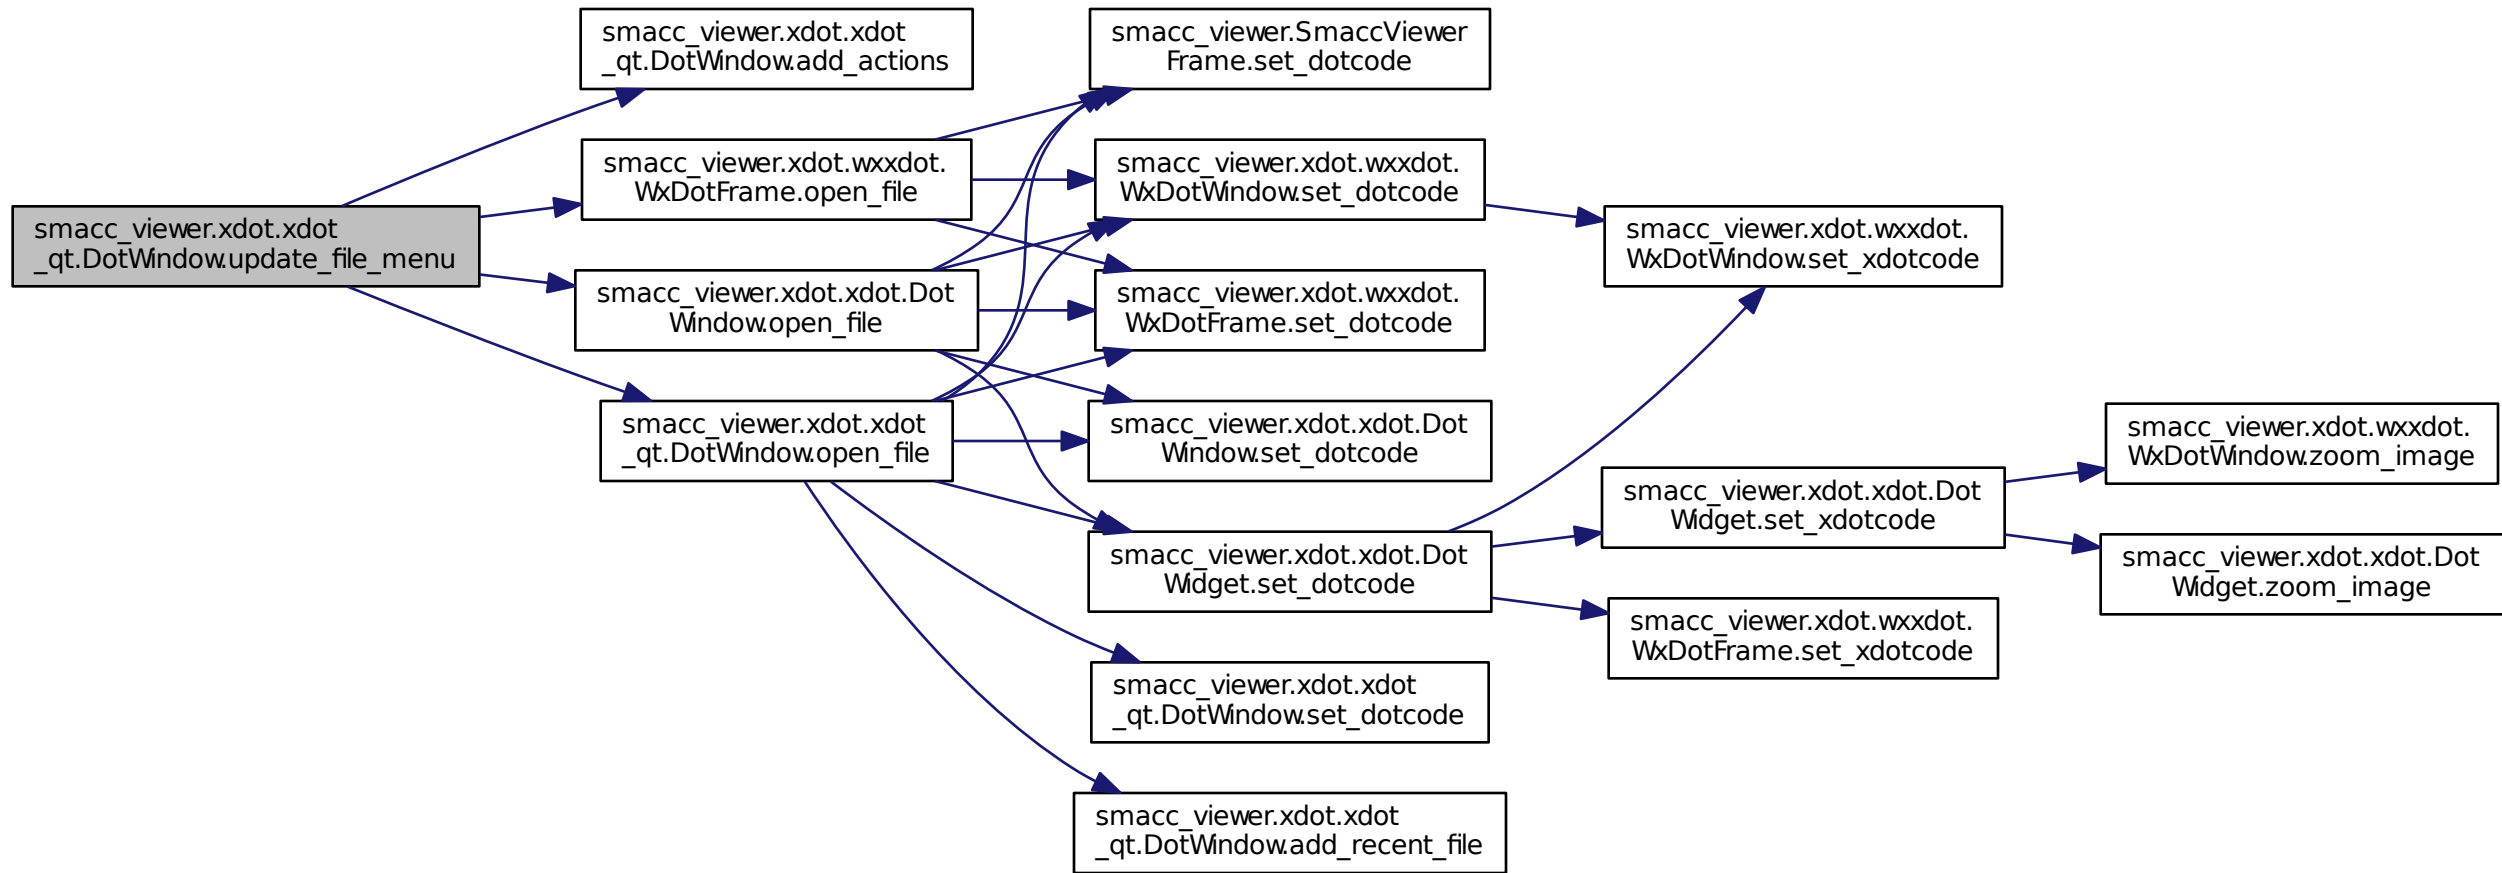 smacc_viewer.xdot.xdot
_qt.DotWindow.update_file_menu
smacc_viewer.xdot.xdot
_qt.DotWindow.add_actions
smacc_viewer.xdot.wxxdot.
WxDotFrame.open_file
smacc_viewer.xdot.xdot.Dot
Window.open_file
smacc_viewer.xdot.xdot
_qt.DotWindow.open_file
smacc_viewer.SmaccViewer
Frame.set_dotcode
smacc_viewer.xdot.wxxdot.
WxDotWindow.set_dotcode
smacc_viewer.xdot.wxxdot.
WxDotFrame.set_dotcode
smacc_viewer.xdot.xdot.Dot
Window.set_dotcode
smacc_viewer.xdot.xdot.Dot
Widget.set_dotcode
smacc_viewer.xdot.xdot
_qt.DotWindow.set_dotcode
smacc_viewer.xdot.xdot
_qt.DotWindow.add_recent_file
smacc_viewer.xdot.wxxdot.
WxDotWindow.set_xdotcode
smacc_viewer.xdot.xdot.Dot
Widget.set_xdotcode
smacc_viewer.xdot.wxxdot.
WxDotFrame.set_xdotcode
smacc_viewer.xdot.wxxdot.
WxDotWindow.zoom_image
smacc_viewer.xdot.xdot.Dot
Widget.zoom_image